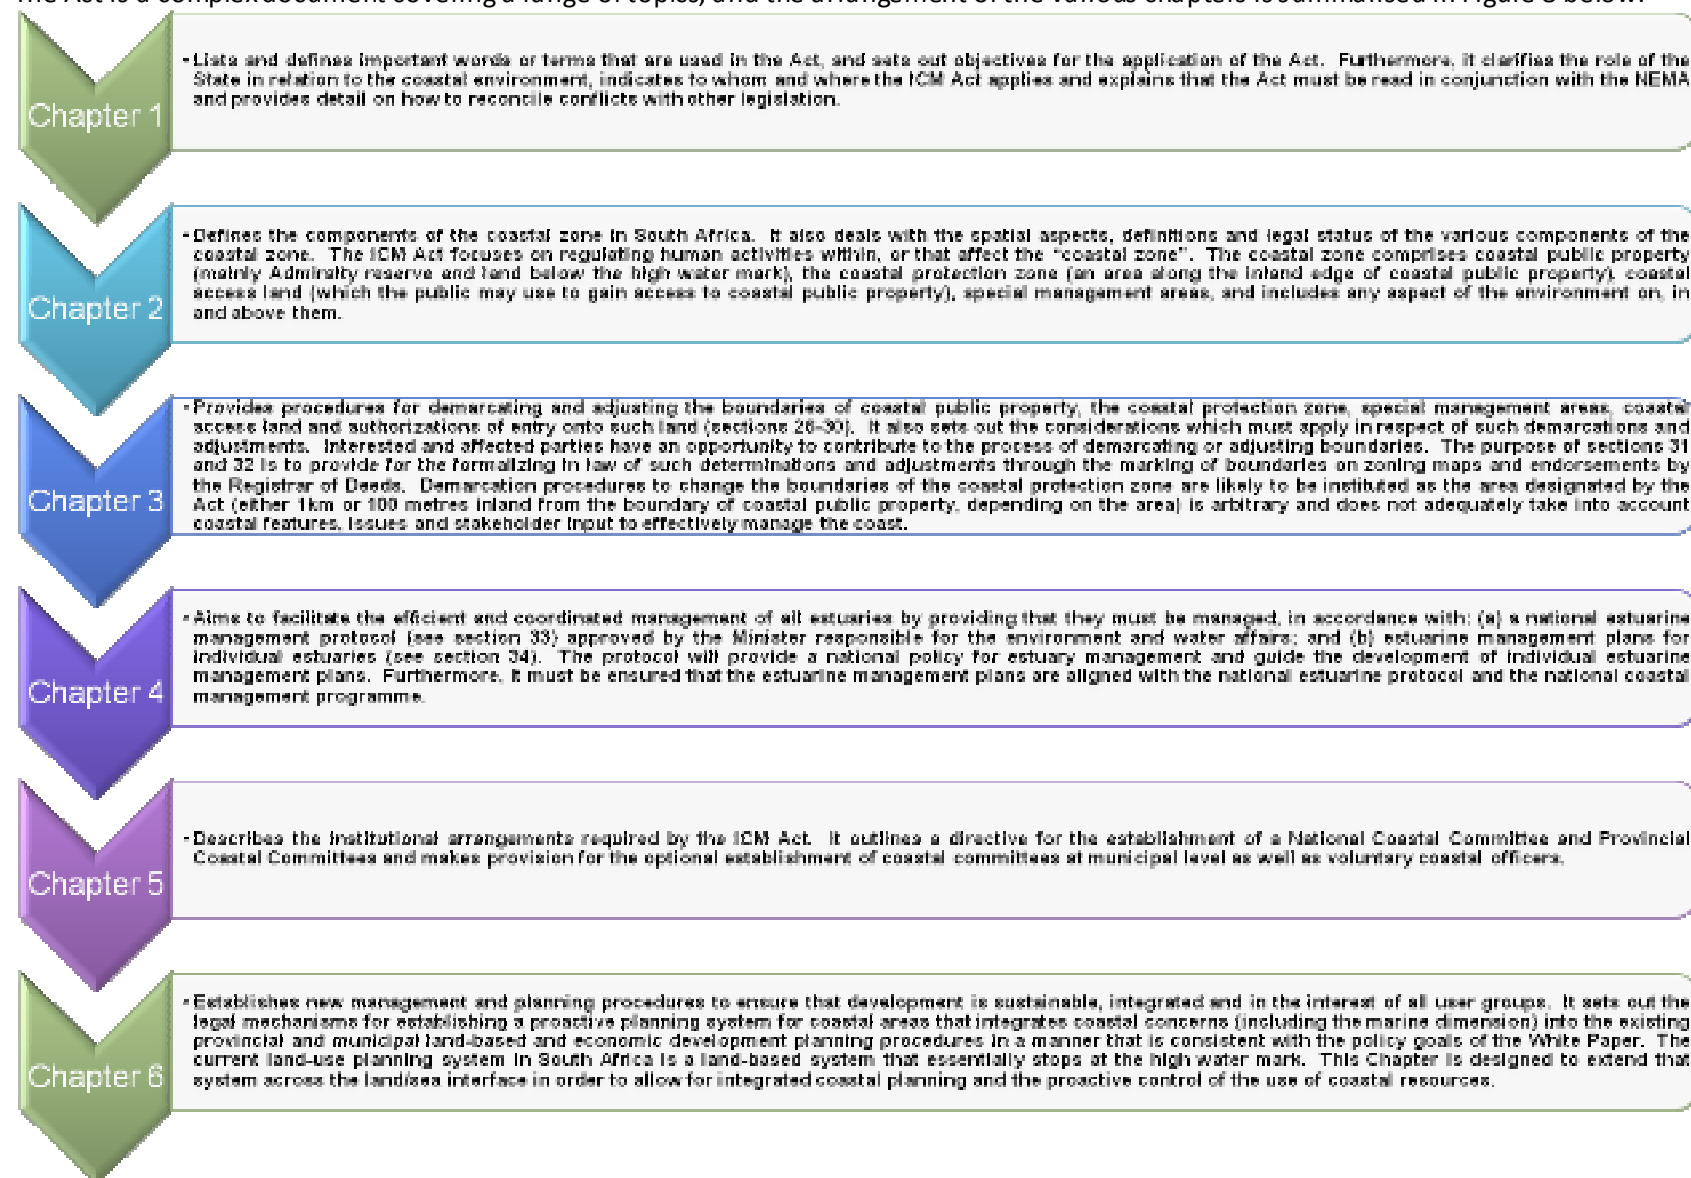 The Act is a complex document covering a range of topics, and the arrangement of the various chapters is summarised in Figure 3 below.
Chapter 1
• Lists and defines important words or terms that are used in the Act, and sets out objectives for the application of the Act. Furthermore, it clarifies the role of the
State in relation to the coastal environment, indicates to whom and where the ICM Act applies and explains that the Act must be read in conjunction with the NEMA
and provides detail on how to reconcile conflicts with other legislation.
Chapter 2
• Defines the components of the coastal zone in South Africa. It also deals with the spatial aspects, definitions and legal status of the various components of the
coastal zone. The ICM Act focuses on regulating human activities within, or that affect the "coastal zone". The coastal zone comprises coastal public property
(mainly Admiralty reserve and land below the high water mark), the coastal protection zone (an area along the inland edge of coastal public property), coastal
access land (which the public may use to gain access to coastal public property), special management areas, and includes any aspect of the environment on, in
and above them.
Chapter 3
• Provides procedures for demarcating and adjusting the boundaries of coastal public property, the coastal protection zone, special management areas, coastal
access land and authorizations of entry onto such land (sections 26-30). It also sets out the considerations which must apply in respect of such demarcations and
adjustments. Interested and affected parties have an opportunity to contribute to the process of demarcating or adjusting boundaries. The purpose of sections 31
and 32 is to provide for the formalizing in law of such determinations and adjustments through the marking of boundaries on zoning maps and endorsements by
the Registrar of Deeds. Demarcation procedures to change the boundaries of the coastal protection zone are likely to be instituted as the area designated by the
Act (either 1km or 100 metres inland from the boundary of coastal public property, depending on the area) is arbitrary and does not adequately take into account
coastal features, issues and stakeholder input to effectively manage the coast.
Chapter 4
• Aims to facilitate the efficient and coordinated management of all estuaries by providing that they must be managed, in accordance with: (a) a national estuarine
management protocol (see section 33) approved by the Minister responsible for the environment and water affairs; and (b) estuarine management plans for
individual estuaries (see section 34). The protocol will provide a national policy for estuary management and guide the development of individual estuarine
management plans. Furthermore, it must be ensured that the estuarine management plans are aligned with the national estuarine protocol and the national coastal
management programme.
Chapter 5
• Describes the institutional arrangements required by the ICM Act. It outlines a directive for the establishment of a National Coastal Committee and Provincial
Coastal Committees and makes provision for the optional establishment of coastal committees at municipal level as well as voluntary coastal officers.
Chapter 6
• Establishes new management and planning procedures to ensure that development is sustainable, integrated and in the interest of all user groups. It sets out the
legal mechanisms for establishing a proactive planning system for coastal areas that integrates coastal concerns (including the marine dimension) into the existing
provincial and municipal land-based and economic development planning procedures in a manner that is consistent with the policy goals of the White Paper. The
current land-use planning system in South Africa is a land-based system that essentially stops at the high water mark. This Chapter is designed to extend that
system across the land/sea interface in order to allow for integrated coastal planning and the proactive control of the use of coastal resources.